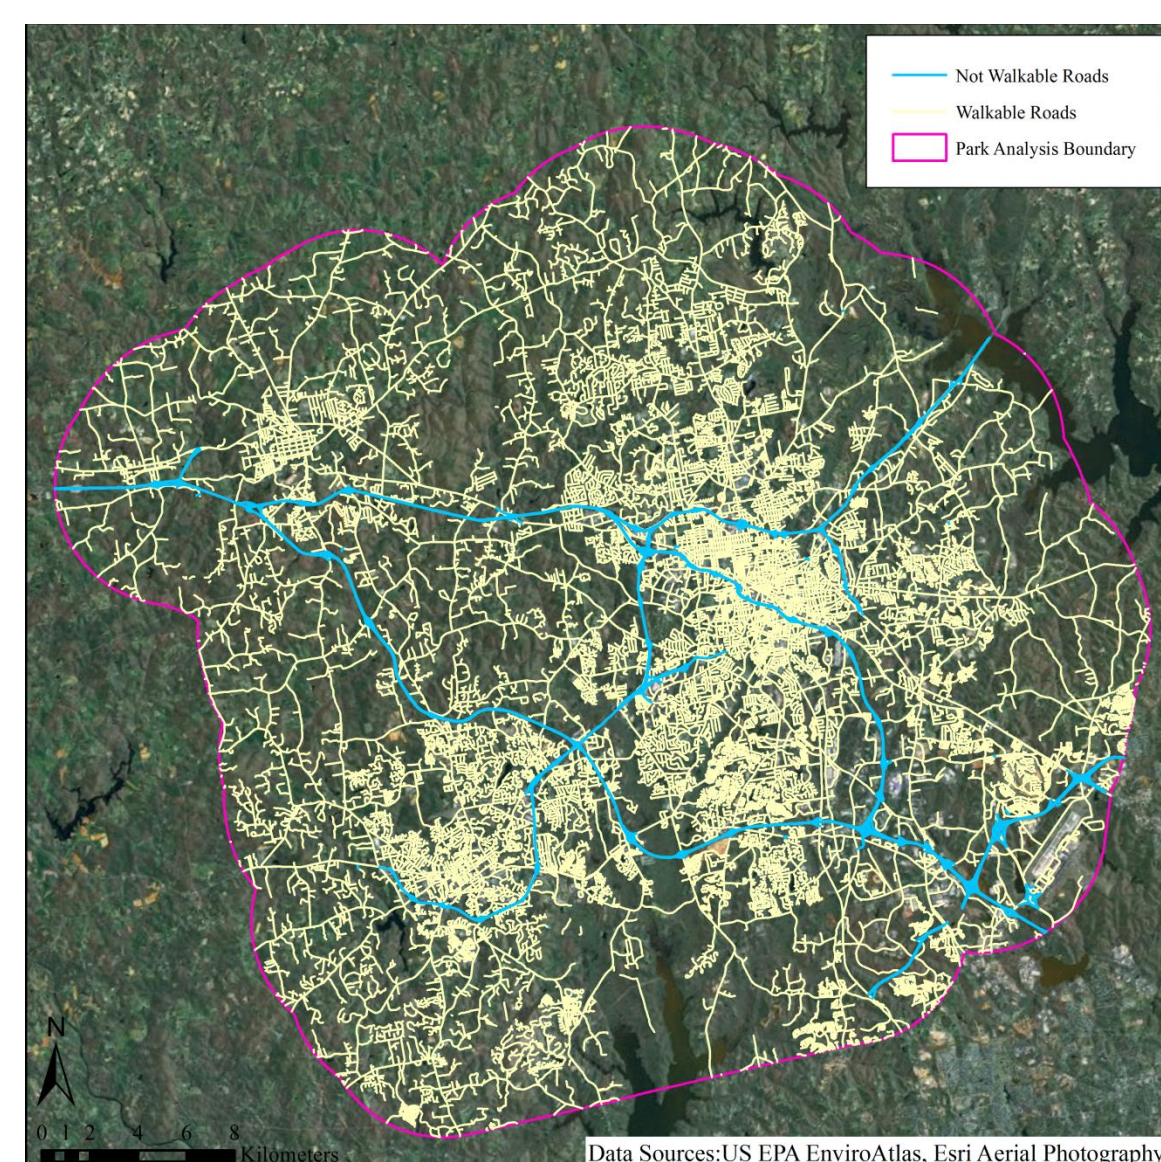 Not Walkable Roads
Walkable Roads
Park Analysis Boundary
N
0 1 2 4 6 8
Kilometers
Data Sources:US EPA EnviroAtlas, Esri Aerial Photography